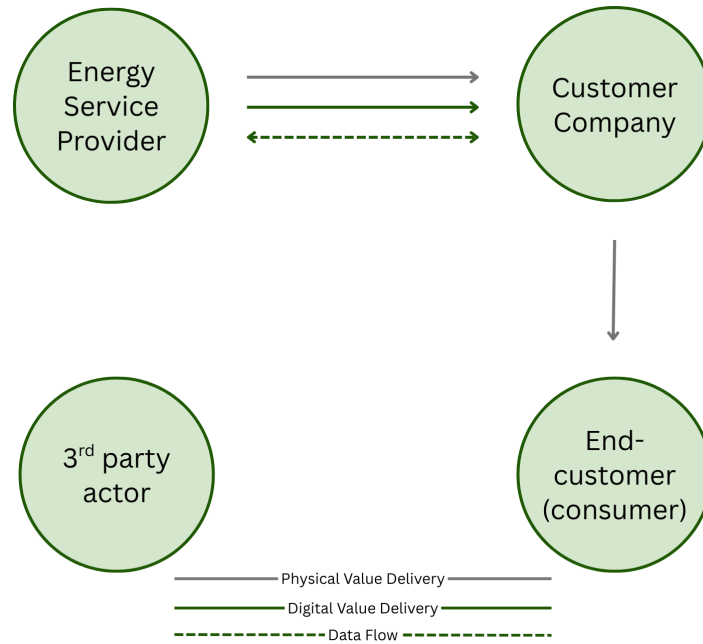 Energy
Service
Provider
Customer
Company
3rd party
actor
End-
customer
(consumer)
Physical Value Delivery
Digital Value Delivery
Data Flow